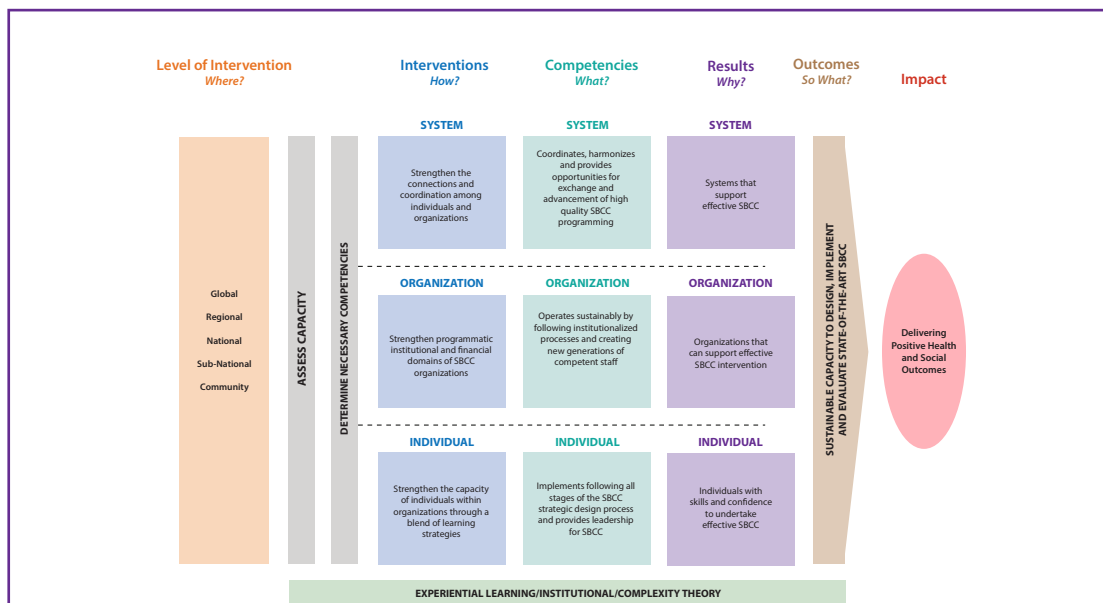 Level of Intervention
Where?
Interventions
How?
Competencies
What?
Results
Why?
Outcomes
So What?
Impact
Global
Regional
National
Sub-National
Community
ASSESS CAPACITY
DETERMINE NECESSARY COMPETENCIES
SYSTEM
Strengthen the
connections and
coordination among
individuals and
organizations
SYSTEM
Coordinates, harmonizes
and provides
opportunities for
exchange and
advancement of high
quality SBCC
programming
SYSTEM
Systems that
support
effective SBCC
ORGANIZATION
Strengthen programmatic
institutional and financial
domains of SBCC
organizations
ORGANIZATION
Operates sustainably by
following institutionalized
processes and creating
new generations of
competent staff
ORGANIZATION
Organizations that
can support effective
SBCC intervention
INDIVIDUAL
Strengthen the capacity
of individuals within
organizations through a
blend of learning
strategies
INDIVIDUAL
Implements following all
stages of the SBCC
strategic design process
and provides leadership
for SBCC
INDIVIDUAL
Individuals with
skills and confidence
to undertake
effective SBCC
SUSTAINABLE CAPACITY TO DESIGN, IMPLEMENT
AND EVALUATE STATE-OF-THE-ART SBCC
Delivering
Positive Health
and Social
Outcomes
EXPERIENTIAL LEARNING/INSTITUTIONAL/COMPLEXITY THEORY